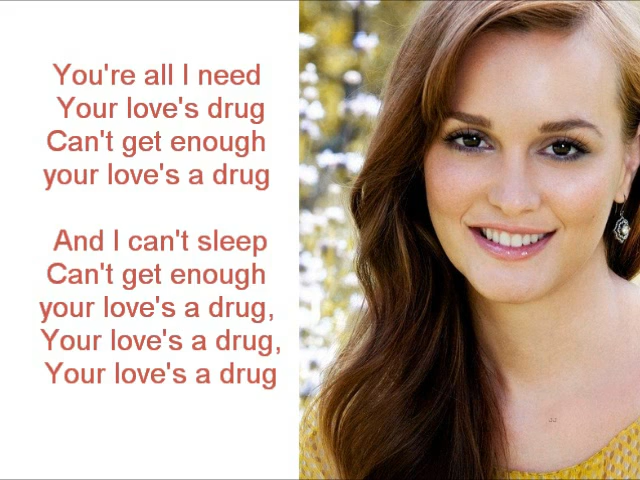 You're all I need
Your love's drug
Can't get enough
your love's a drug
And I can't sleep
Can't get enough
your love's a drug,
Your love's a drug,
Your love's a drug